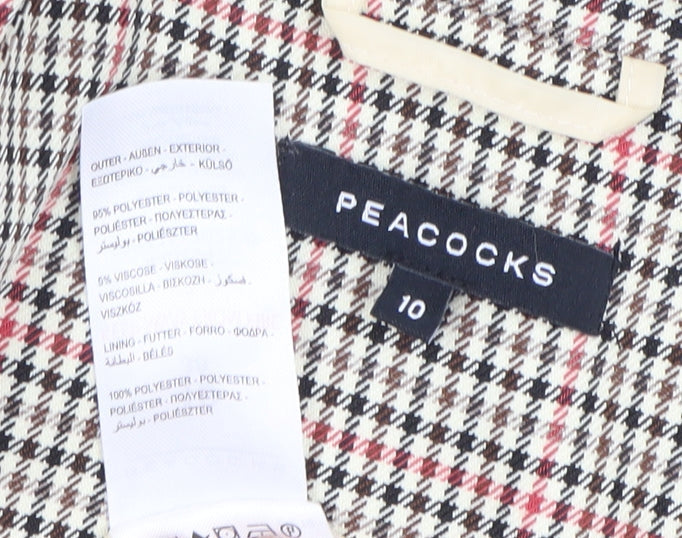 OUTER - AUßEN - EXTERIOR -
ΕΞΩΤΕΡΙΚΟ - خارجي - KÜLSŐ
95% POLYESTER - POLYESTER -
POLIÉSTER - ΠΟΛΥΕΣΤΕΡΑΣ -
بوليستر - POLIÉSZTER
5% VISCOSE - VISKOSE -
VISCOSILLA - ΒΙΣΚΟΖΗ - فسكوز -
VISZKÓZ
LINING - FUTTER - FORRO - ΦΟΔΡΑ -
البطانة - BÉLÉS
100% POLYESTER - POLYESTER -
POLIÉSTER - ΠΟΛΥΕΣΤΕΡΑΣ -
بوليستر - POLIÉSZTER
PEACOCKS
10
P